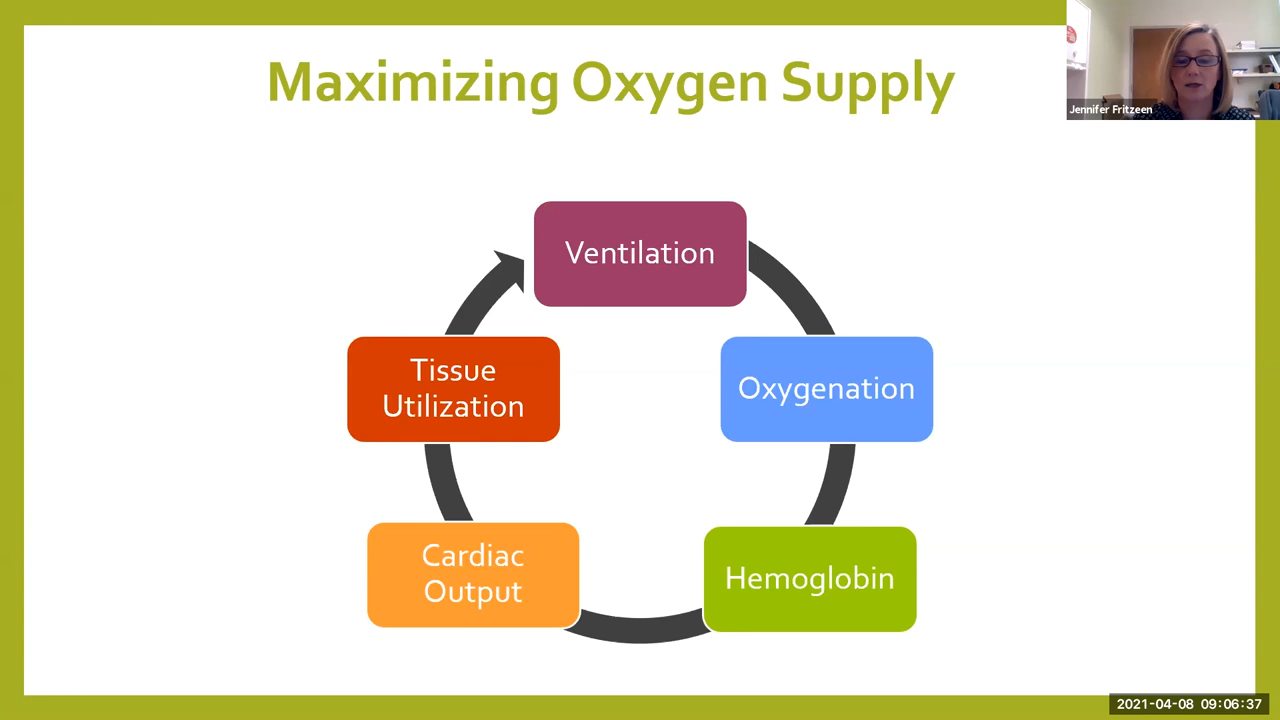 Maximizing Oxygen Supply
Jennifer Fritzeen
Ventilation
Tissue
Utilization
Oxygenation
Cardiac
Output
Hemoglobin
2021-04-08 09:06:37